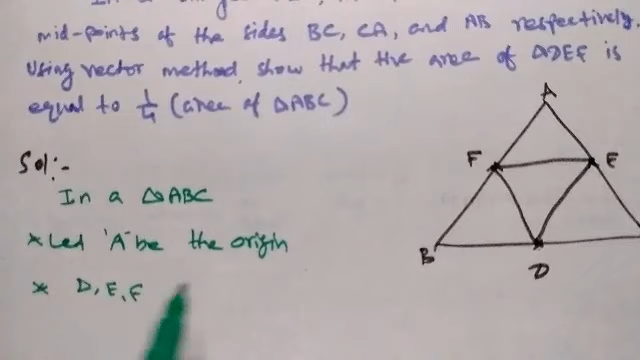 mid-points of the sides BC, CA, and AB respectively.
Using vector method, show that the area of ΔDEF is
equal to 1/4 (area of ΔABC)
A
Sol:-
F E
In a ΔABC
* Led 'A' be the origin
B D
* D, E, F